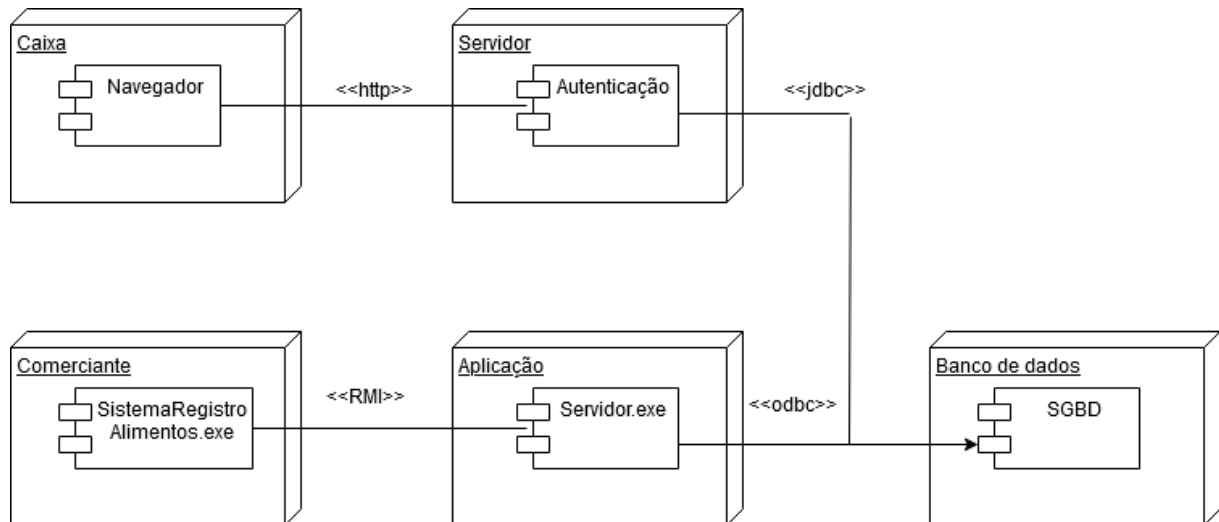 Caixa
Navegador
<<http>>
Servidor
Autenticação
<<jdbc>>
Comerciante
SistemaRegistro
Alimentos.exe
<<RMI>>
Aplicação
Servidor.exe
<<odbc>>
Banco de dados
SGBD